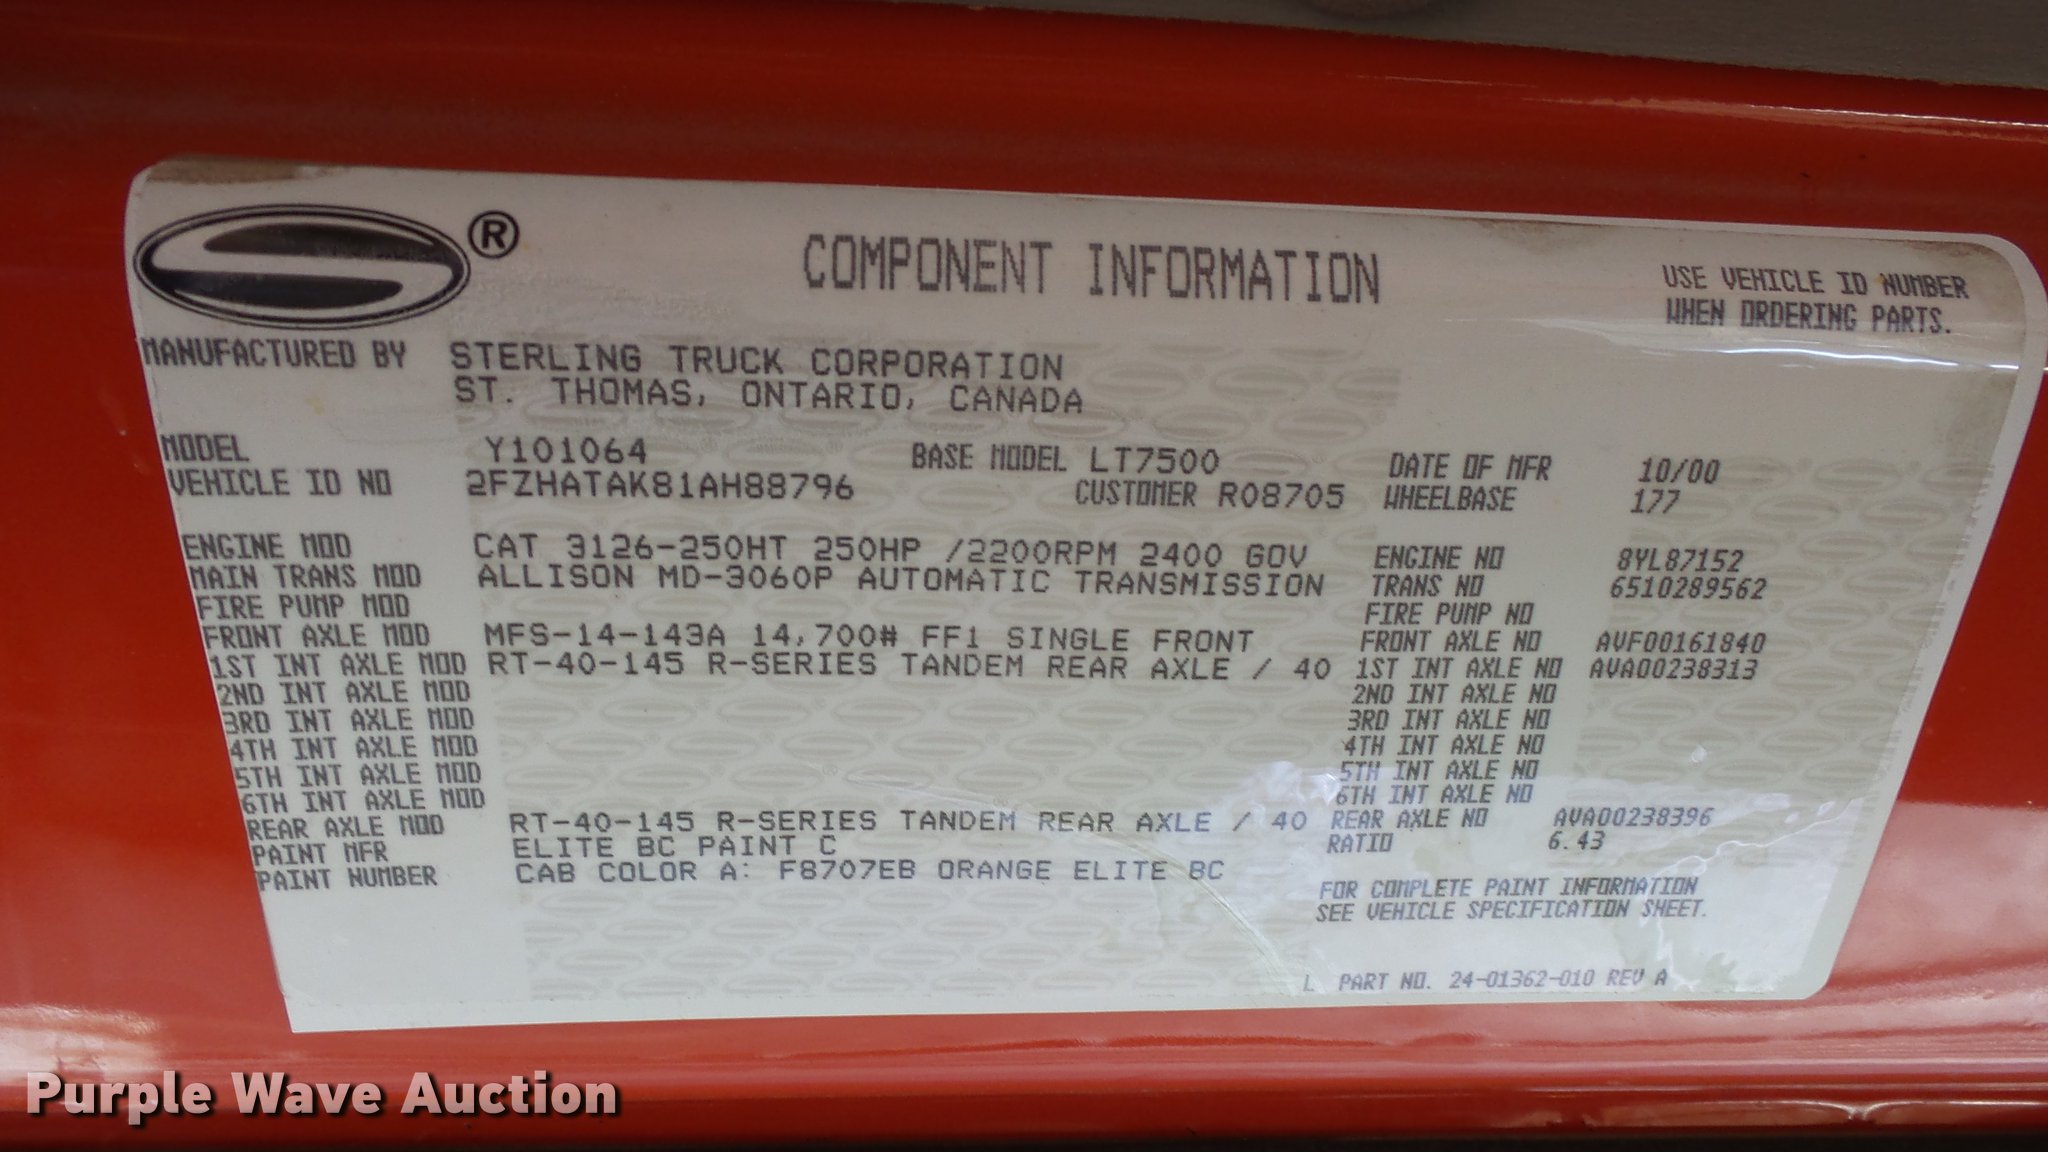 ®
COMPONENT INFORMATION
USE VEHICLE ID NUMBER
WHEN ORDERING PARTS.
MANUFACTURED BY STERLING TRUCK CORPORATION
ST. THOMAS, ONTARIO, CANADA
MODEL Y101064 BASE MODEL LT7500 DATE OF MFR 10/00
VEHICLE ID NO 2FZHATAK81AH88796 CUSTOMER R08705 WHEELBASE 177
ENGINE MOD CAT 3126-250HT 250HP /2200RPM 2400 GOV ENGINE NO 8YL87152
MAIN TRANS MOD ALLISON MD-3060P AUTOMATIC TRANSMISSION TRANS NO 6510289562
FIRE PUMP MOD FIRE PUMP NO
FRONT AXLE MOD MFS-14-143A 14,700# FF1 SINGLE FRONT FRONT AXLE NO AVF00161840
1ST INT AXLE MOD RT-40-145 R-SERIES TANDEM REAR AXLE / 40 1ST INT AXLE NO AVA00238313
2ND INT AXLE MOD 2ND INT AXLE NO
3RD INT AXLE MOD 3RD INT AXLE NO
4TH INT AXLE MOD 4TH INT AXLE NO
5TH INT AXLE MOD 5TH INT AXLE NO
6TH INT AXLE MOD 6TH INT AXLE NO
REAR AXLE MOD RT-40-145 R-SERIES TANDEM REAR AXLE / 40 REAR AXLE NO AVA00238396
PAINT MFR ELITE BC PAINT C RATIO 6.43
PAINT NUMBER CAB COLOR A: F8707EB ORANGE ELITE BC
FOR COMPLETE PAINT INFORMATION
SEE VEHICLE SPECIFICATION SHEET.
L PART NO. 24-01362-010 REV A
Purple Wave Auction